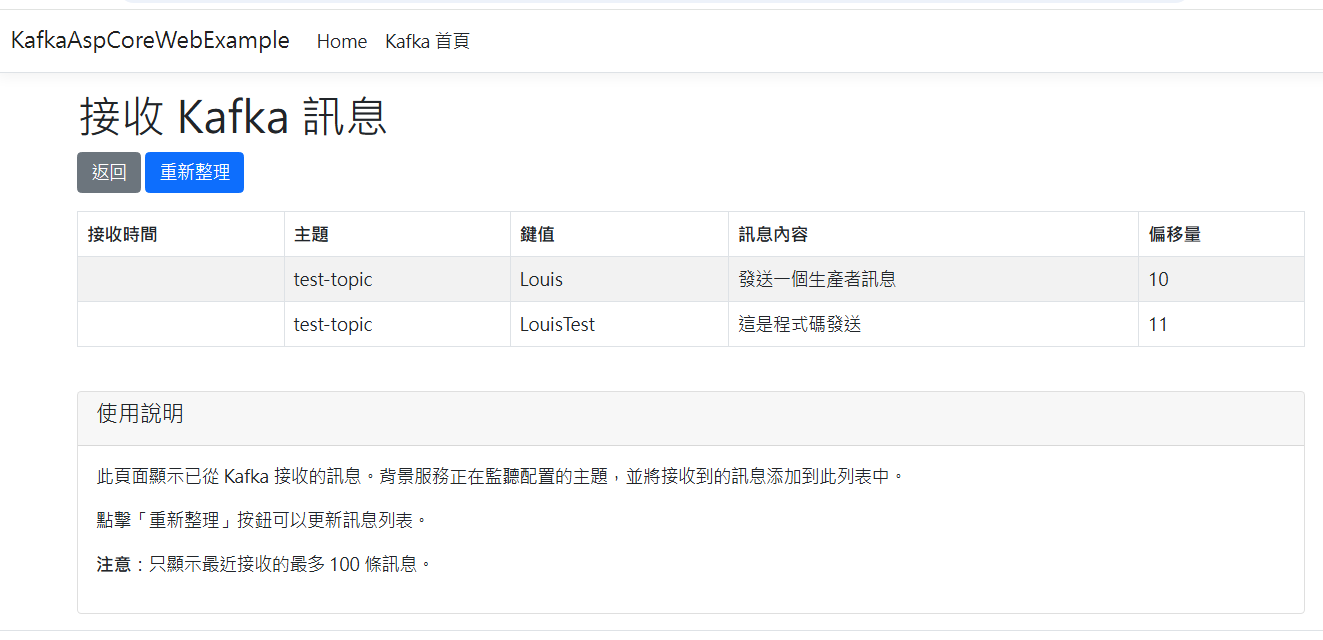 KafkaAspCoreWebExample Home Kafka 首頁
接收 Kafka 訊息
返回 重新整理
接收時間 主題 鍵值 訊息內容 偏移量
test-topic Louis 發送一個生產者訊息 10
test-topic LouisTest 這是程式碼發送 11
使用說明
此頁面顯示已從 Kafka 接收的訊息。背景服務正在監聽配置的主題，並將接收到的訊息添加到此列表中。
點擊「重新整理」按鈕可以更新訊息列表。
注意：只顯示最近接收的最多 100 條訊息。